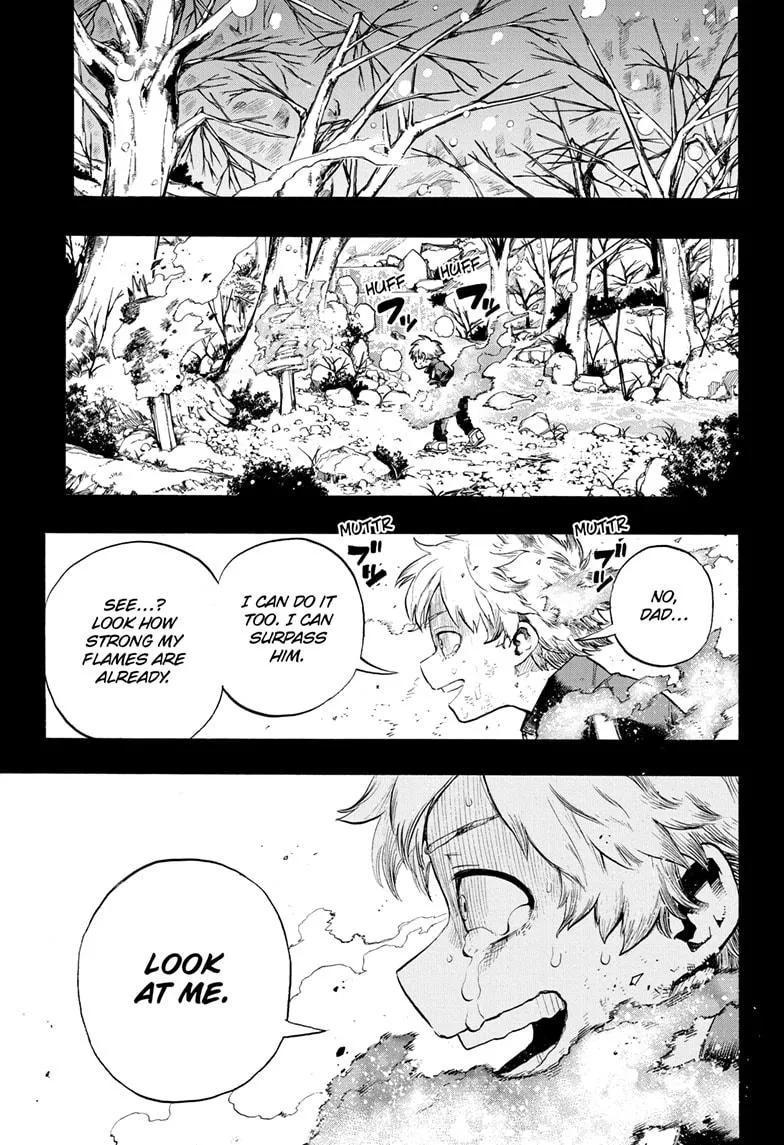 HUFF
フッ
HUFF
フッ
MUTTR
ブツ
NO,
DAD...
MUTTR
ブツ
I CAN DO IT
TOO. I CAN
SURPASS
HIM.
SEE...?
LOOK HOW
STRONG MY
FLAMES ARE
ALREADY.
LOOK
AT ME.